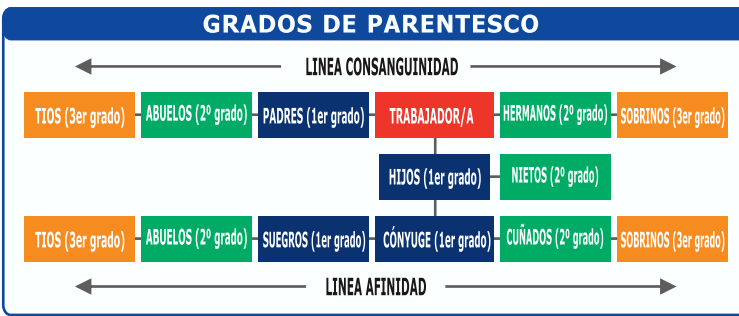 GRADOS DE PARENTESCO
LINEA CONSANGUINIDAD
TIOS (3er grado) ABUELOS (2º grado) PADRES (1er grado) TRABAJADOR/A HERMANOS (2º grado) SOBRINOS (3er grado)
HIJOS (1er grado) NIETOS (2º grado)
TIOS (3er grado) ABUELOS (2º grado) SUEGROS (1er grado) CÓNYUGE (1er grado) CUÑADOS (2º grado) SOBRINOS (3er grado)
LINEA AFINIDAD